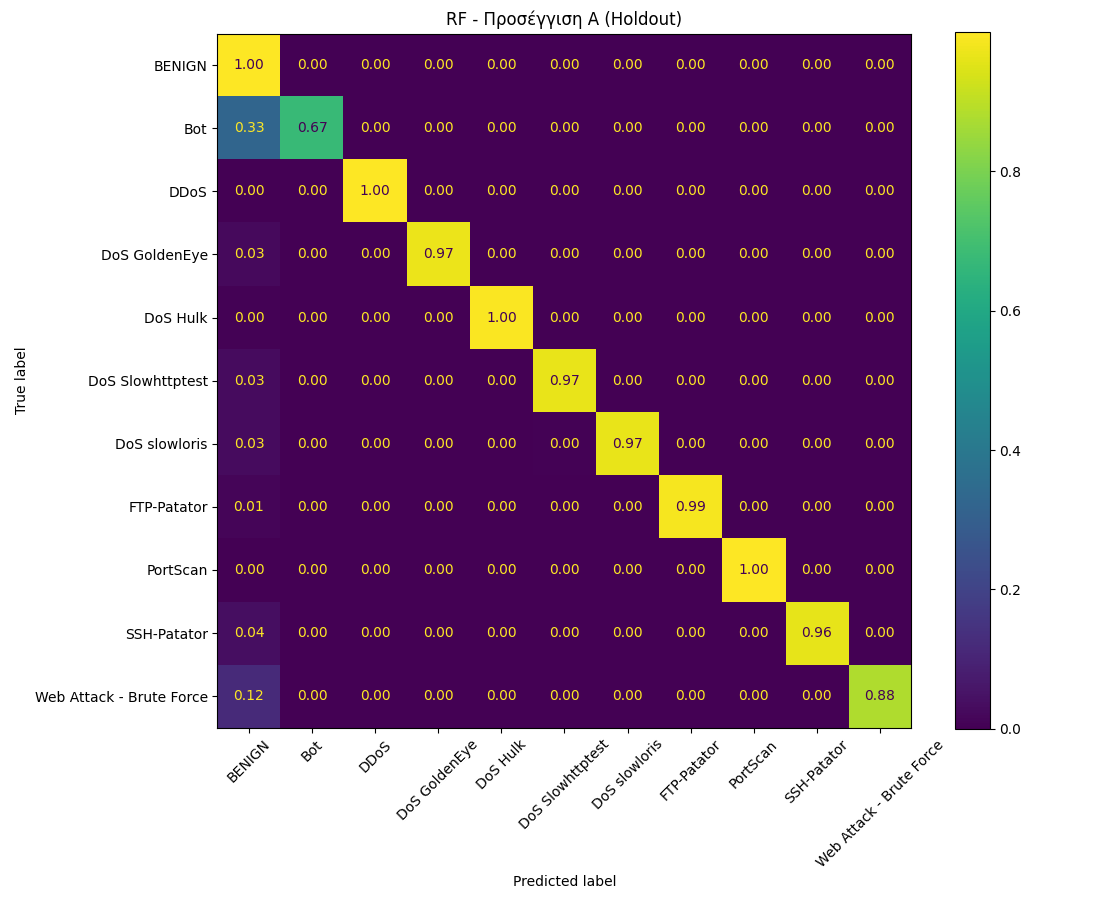 RF - Προσέγγιση Α (Holdout)
True label
BENIGN 1.00 0.00 0.00 0.00 0.00 0.00 0.00 0.00 0.00 0.00 0.00
Bot 0.33 0.67 0.00 0.00 0.00 0.00 0.00 0.00 0.00 0.00 0.00
DDoS 0.00 0.00 1.00 0.00 0.00 0.00 0.00 0.00 0.00 0.00 0.00
DoS GoldenEye 0.03 0.00 0.00 0.97 0.00 0.00 0.00 0.00 0.00 0.00 0.00
DoS Hulk 0.00 0.00 0.00 0.00 1.00 0.00 0.00 0.00 0.00 0.00 0.00
DoS Slowhttptest 0.03 0.00 0.00 0.00 0.00 0.97 0.00 0.00 0.00 0.00 0.00
DoS slowloris 0.03 0.00 0.00 0.00 0.00 0.00 0.97 0.00 0.00 0.00 0.00
FTP-Patator 0.01 0.00 0.00 0.00 0.00 0.00 0.00 0.99 0.00 0.00 0.00
PortScan 0.00 0.00 0.00 0.00 0.00 0.00 0.00 0.00 1.00 0.00 0.00
SSH-Patator 0.04 0.00 0.00 0.00 0.00 0.00 0.00 0.00 0.00 0.96 0.00
Web Attack - Brute Force 0.12 0.00 0.00 0.00 0.00 0.00 0.00 0.00 0.00 0.00 0.88
BENIGN
Bot
DDoS
DoS GoldenEye
DoS Hulk
DoS Slowhttptest
DoS slowloris
FTP-Patator
PortScan
SSH-Patator
Web Attack - Brute Force
Predicted label
0.8
0.6
0.4
0.2
0.0